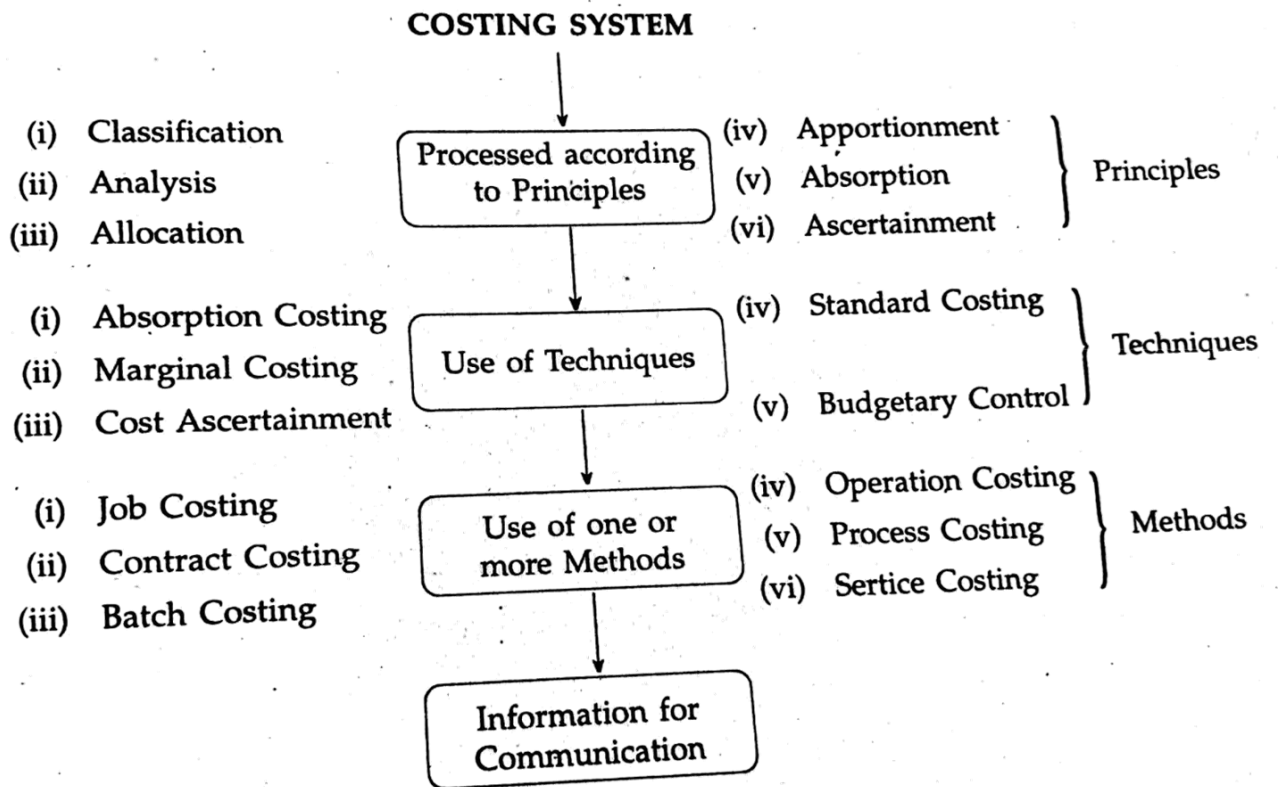 COSTING SYSTEM
(i) Classification
(ii) Analysis
(iii) Allocation
Processed according
to Principles
(iv) Apportionment
(v) Absorption
(vi) Ascertainment
Principles
(i) Absorption Costing
(ii) Marginal Costing
(iii) Cost Ascertainment
Use of Techniques
(iv) Standard Costing
(v) Budgetary Control
Techniques
(i) Job Costing
(ii) Contract Costing
(iii) Batch Costing
Use of one or
more Methods
(iv) Operation Costing
(v) Process Costing
(vi) Sertice Costing
Methods
Information for
Communication